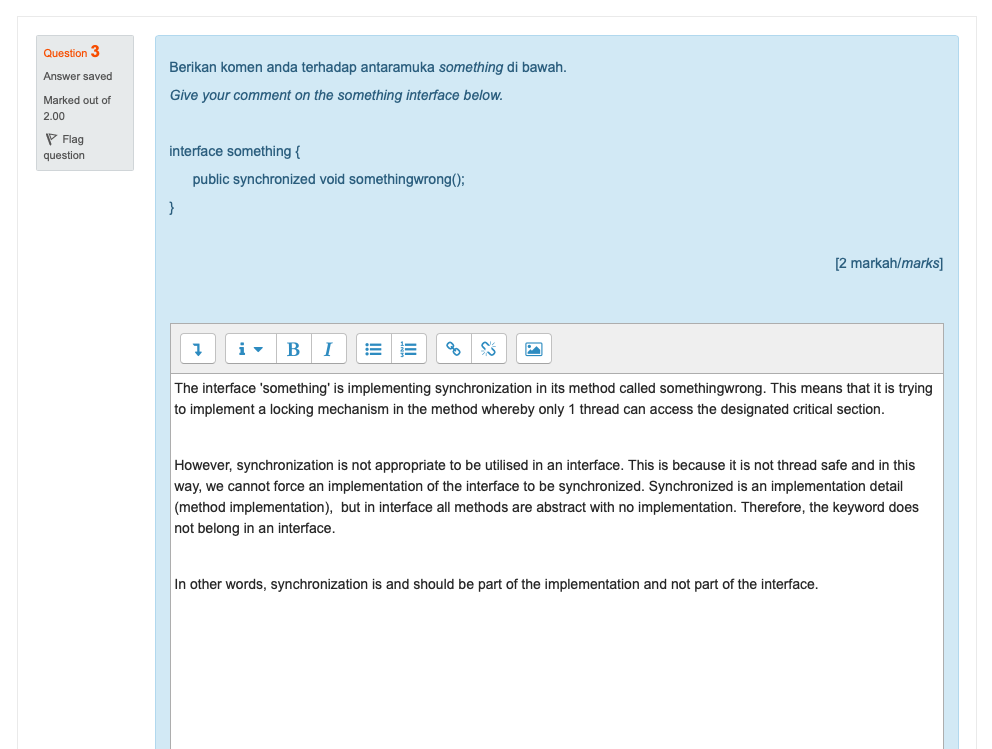 Question 3
Answer saved
Marked out of
2.00
Flag
question
Berikan komen anda terhadap antaramuka something di bawah.
Give your comment on the something interface below.
interface something {
public synchronized void somethingwrong();
}
[2 markah/marks]
The interface 'something' is implementing synchronization in its method called somethingwrong. This means that it is trying
to implement a locking mechanism in the method whereby only 1 thread can access the designated critical section.
However, synchronization is not appropriate to be utilised in an interface. This is because it is not thread safe and in this
way, we cannot force an implementation of the interface to be synchronized. Synchronized is an implementation detail
(method implementation),  but in interface all methods are abstract with no implementation. Therefore, the keyword does
not belong in an interface.
In other words, synchronization is and should be part of the implementation and not part of the interface.